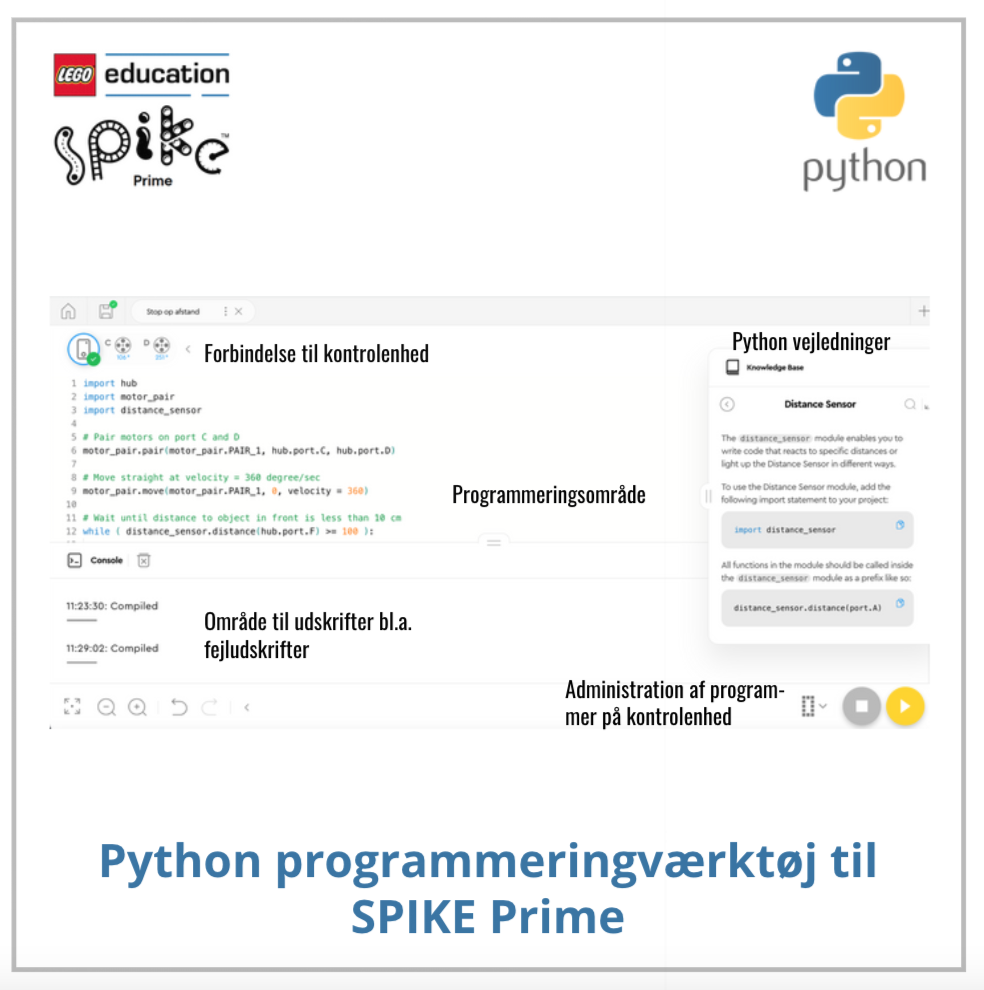 LEGO education
spike™
Prime
python
Stop op afstand
C
D
106°
251°
Forbindelse til kontrolenhed
Python vejledninger
Knowledge Base
Distance Sensor
1 import hub
2 import motor_pair
3 import distance_sensor
4
5 # Pair motors on port C and D
6 motor_pair.pair(motor_pair.PAIR_1, hub.port.C, hub.port.D)
7
8 # Move straight at velocity = 360 degree/sec
9 motor_pair.move(motor_pair.PAIR_1, 0, velocity = 360)
10
11 # Wait until distance to object in front is less than 10 cm
12 while ( distance_sensor.distance(hub.port.F) >= 100 ):
Programmeringsområde
The distance_sensor module enables you to
write code that reacts to specific distances or
light up the Distance Sensor in different ways.
To use the Distance Sensor module, add the
following import statement to your project:
import distance_sensor
All functions in the module should be called inside
the distance_sensor module as a prefix like so:
distance_sensor.distance(port.A)
Console
11:23:30: Compiled
11:29:02: Compiled
Område til udskrifter bl.a.
fejludskrifter
Administration af program-
mer på kontrolenhed
Python programmeringværktøj til
SPIKE Prime